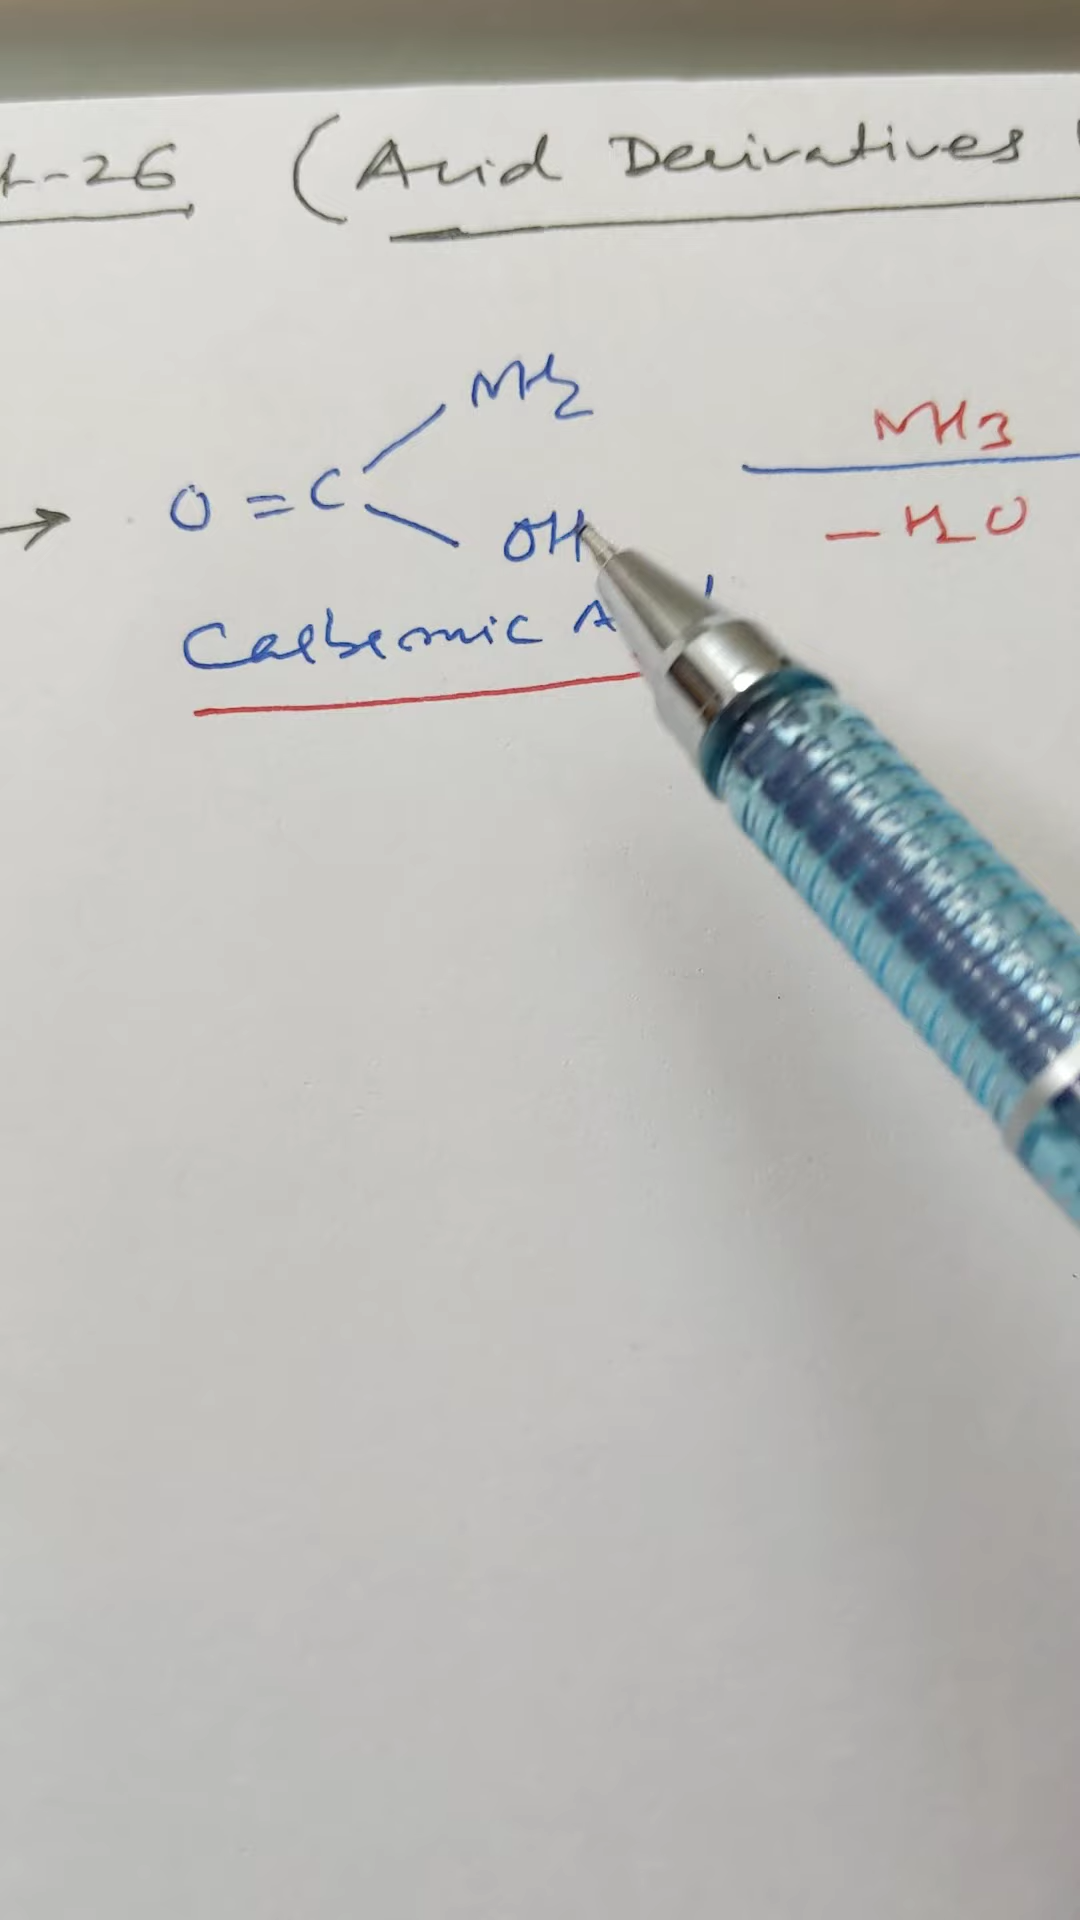 -26 (Acid Derivatives
NH2
NH3
O = C
- H2O
OH
Carbamic A